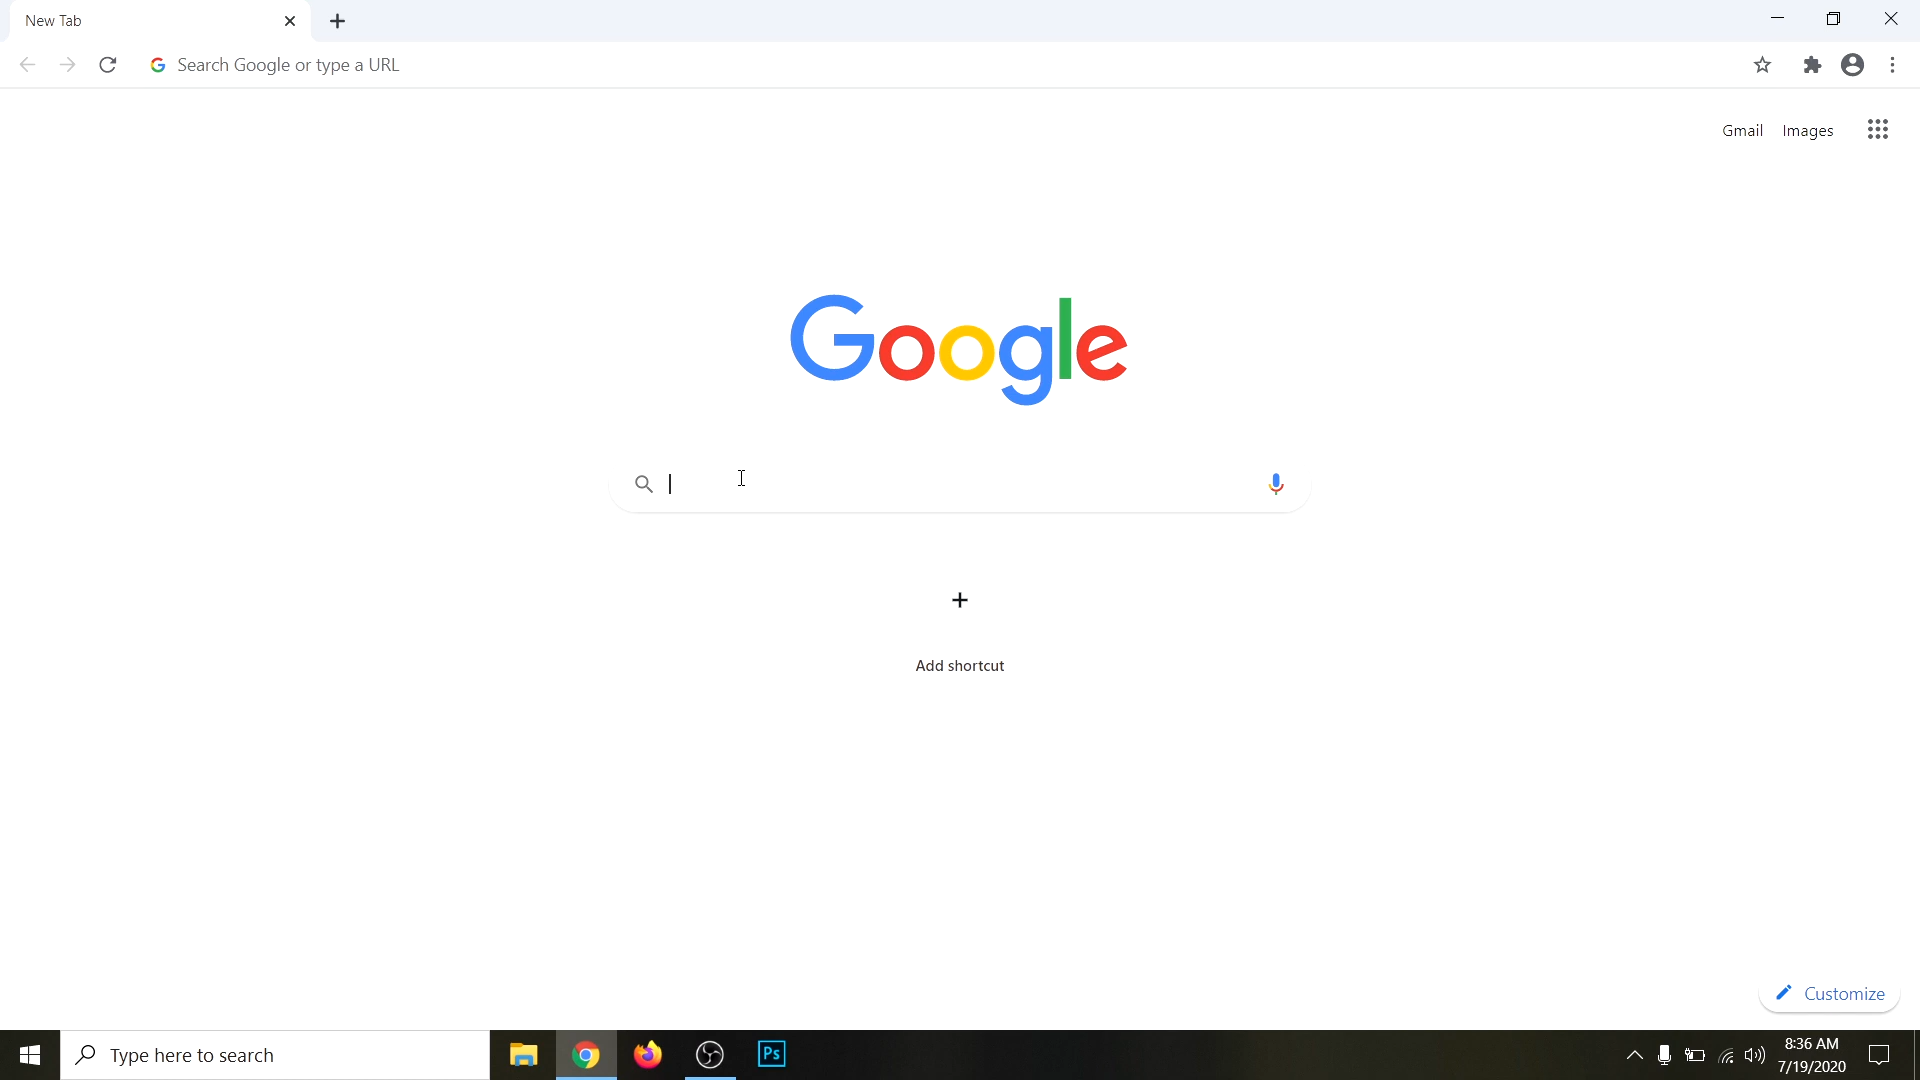 New Tab
Search Google or type a URL
Gmail Images
Google
Add shortcut
Customize
Type here to search
Ps
8:36 AM
7/19/2020